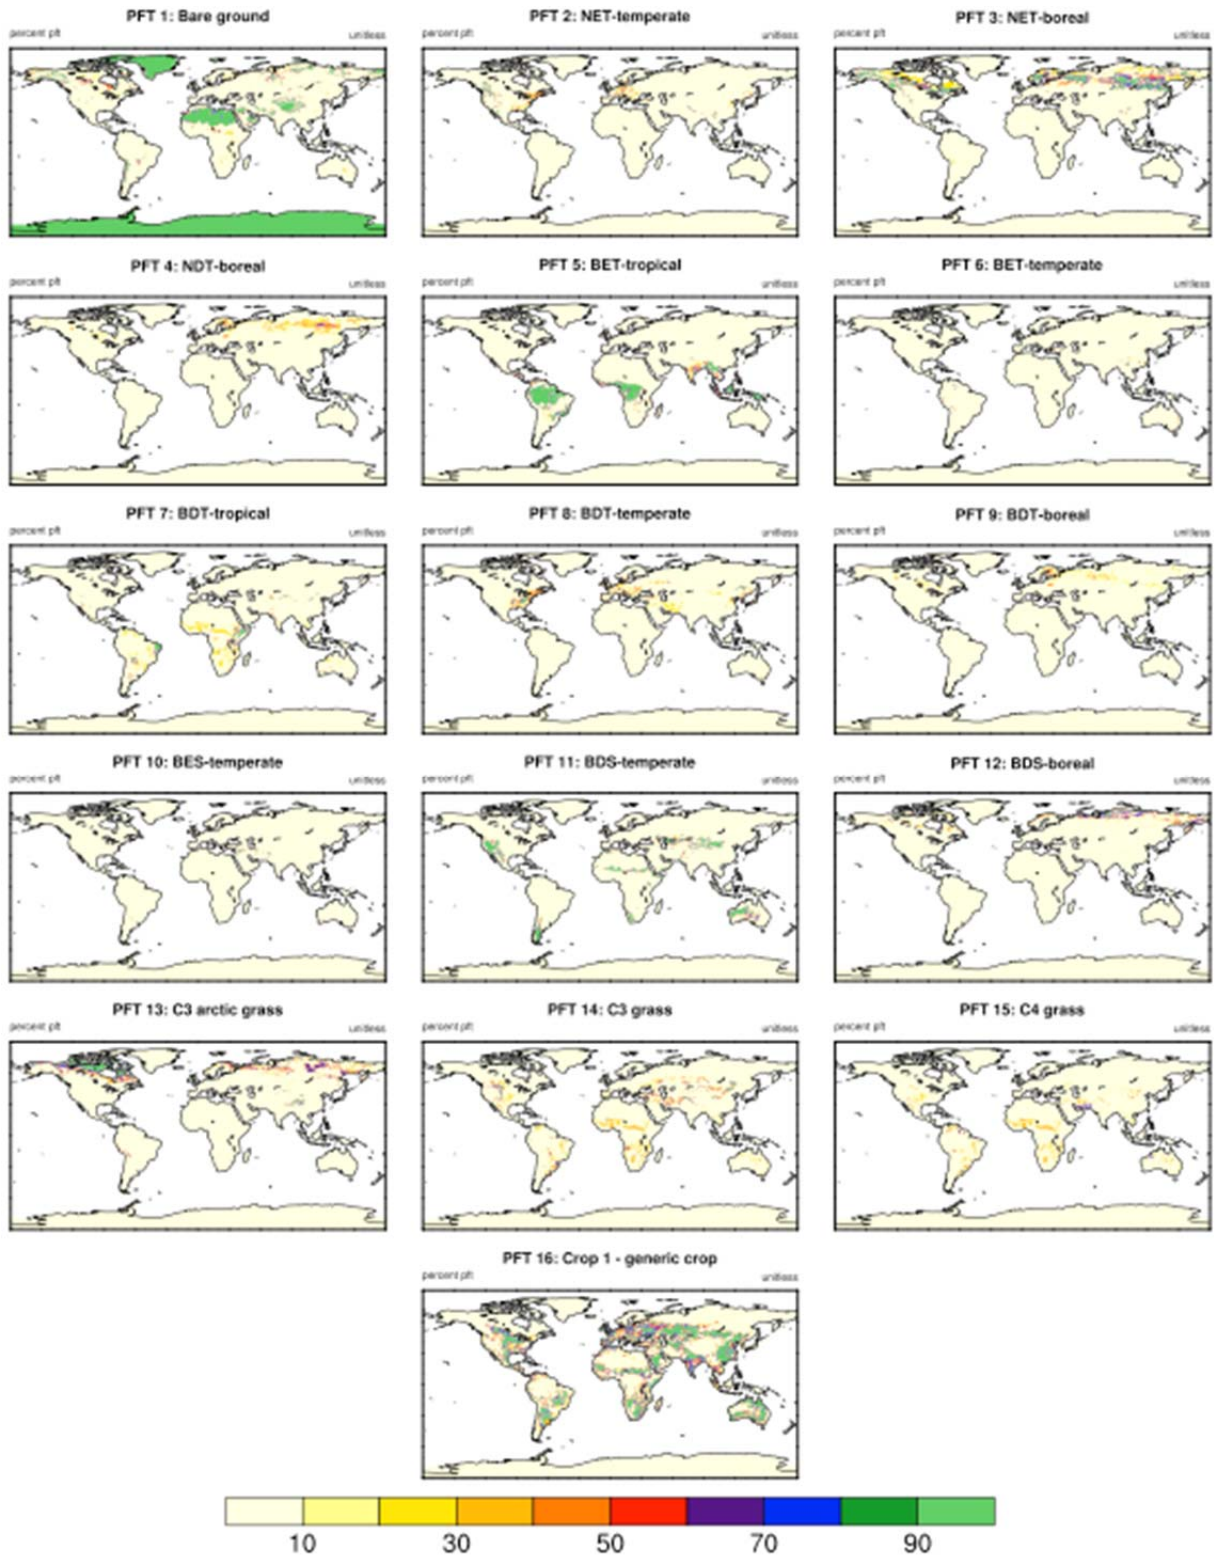 PFT 1: Bare ground
percent pft unitless
PFT 2: NET-temperate
percent pft unitless
PFT 3: NET-boreal
percent pft unitless
PFT 4: NDT-boreal
percent pft unitless
PFT 5: BET-tropical
percent pft unitless
PFT 6: BET-temperate
percent pft unitless
PFT 7: BDT-tropical
percent pft unitless
PFT 8: BDT-temperate
percent pft unitless
PFT 9: BDT-boreal
percent pft unitless
PFT 10: BES-temperate
percent pft unitless
PFT 11: BDS-temperate
percent pft unitless
PFT 12: BDS-boreal
percent pft unitless
PFT 13: C3 arctic grass
percent pft unitless
PFT 14: C3 grass
percent pft unitless
PFT 15: C4 grass
percent pft unitless
PFT 16: Crop 1 - generic crop
percent pft unitless
10 30 50 70 90